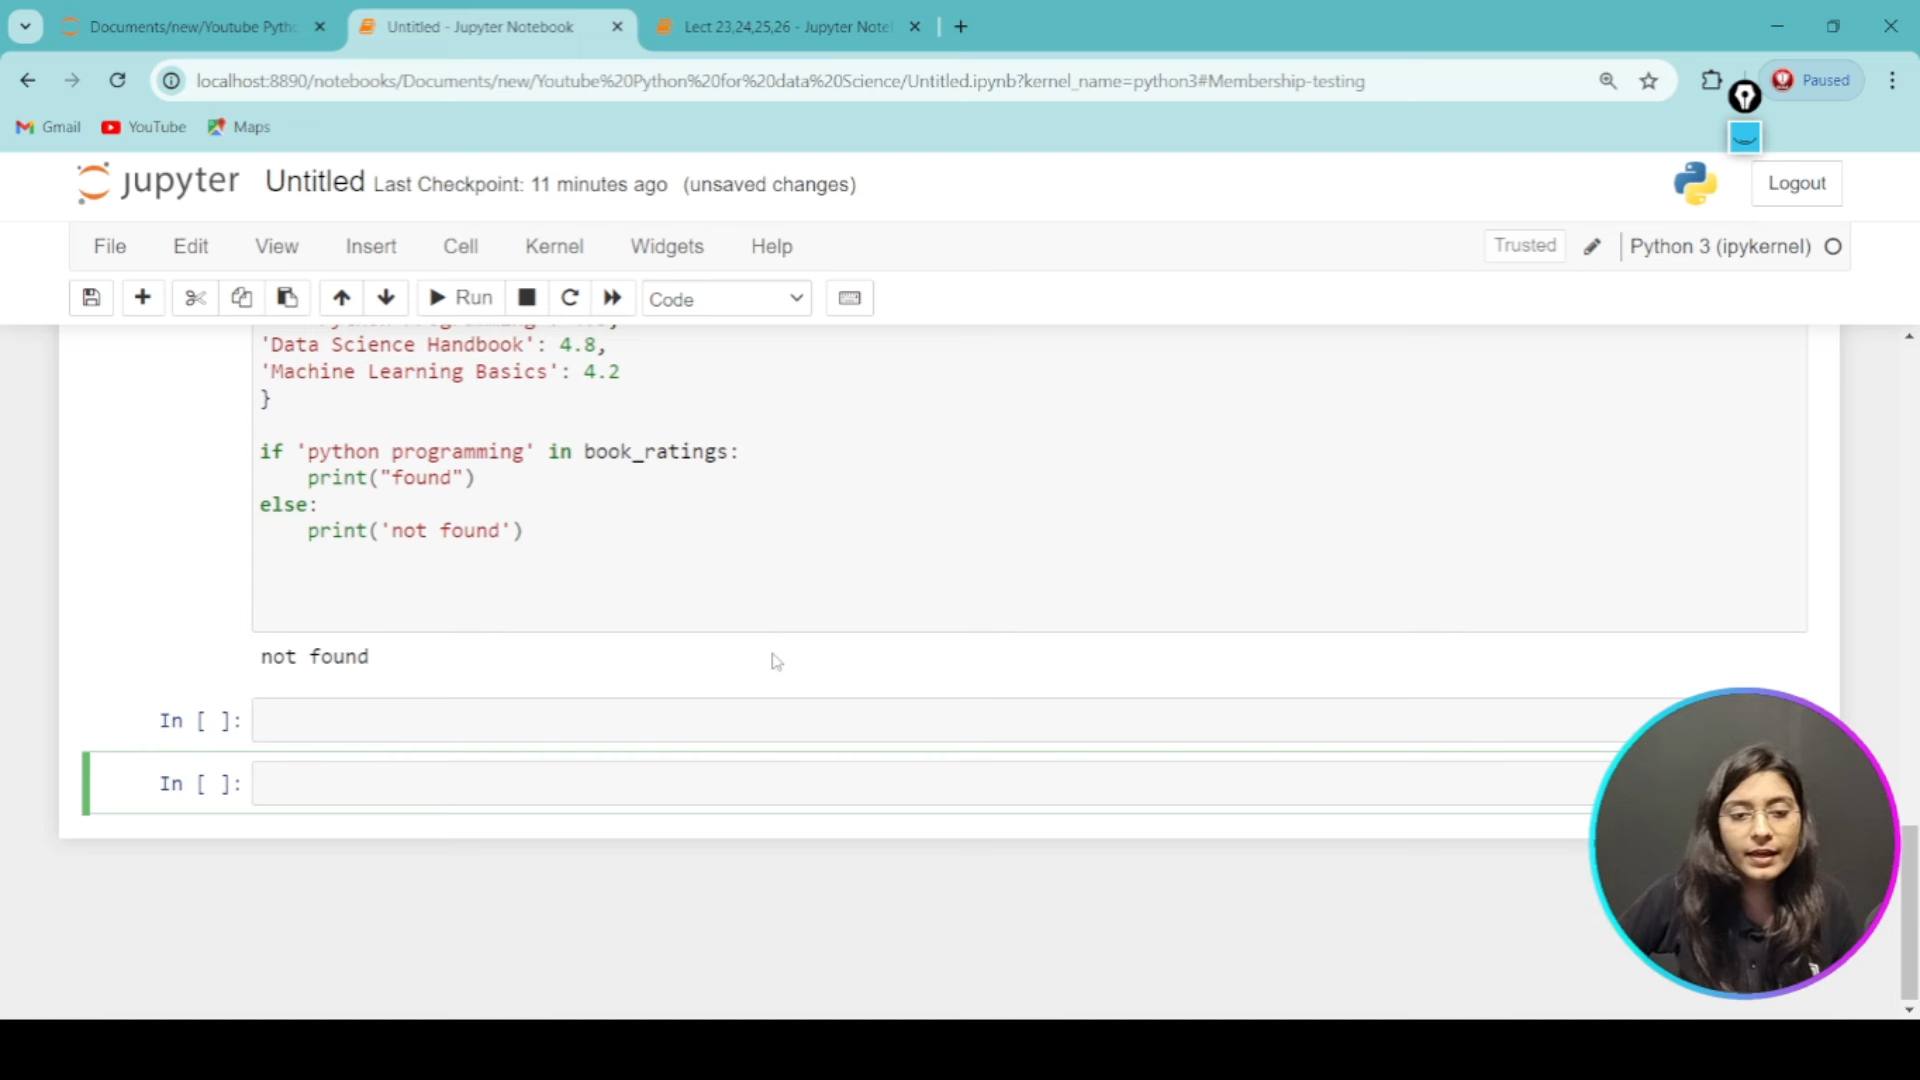 Documents/new/Youtube Pytho
Untitled - Jupyter Notebook
Lect 23,24,25,26 - Jupyter Note
localhost:8890/notebooks/Documents/new/Youtube%20Python%20for%20data%20Science/Untitled.ipynb?kernel_name=python3#Membership-testing
Paused
Gmail
YouTube
Maps
jupyter
Untitled Last Checkpoint: 11 minutes ago (unsaved changes)
Logout
File
Edit
View
Insert
Cell
Kernel
Widgets
Help
Trusted
Python 3 (ipykernel)
Run
Code
'Data Science Handbook': 4.8,
'Machine Learning Basics': 4.2
}
if 'python programming' in book_ratings:
print("found")
else:
print('not found')
not found
In [ ]:
In [ ]: